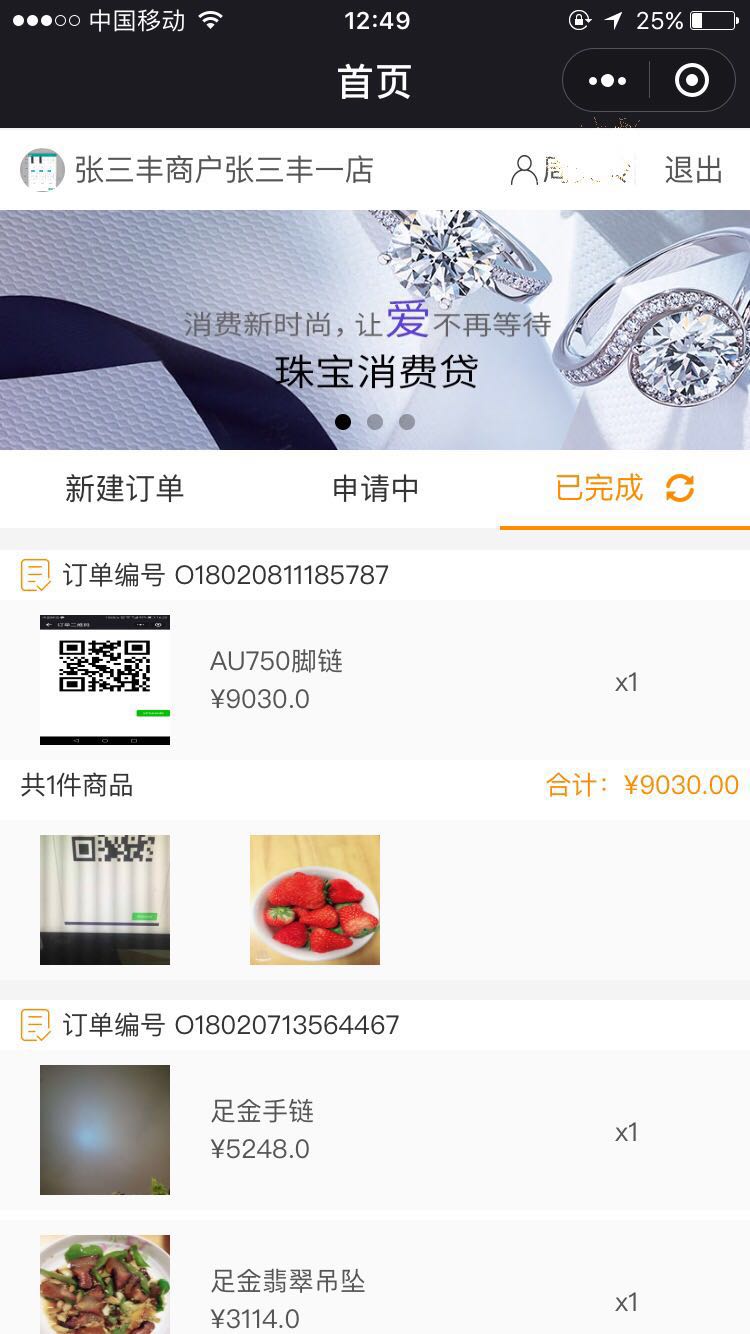 中国移动 12:49 25%
首页
张三丰商户张三丰一店 周 退出
消费新时尚，让爱不再等待
珠宝消费贷
新建订单 申请中 已完成
订单编号 O18020811185787
AU750脚链
¥9030.0
x1
共1件商品 合计：¥9030.00
订单编号 O18020713564467
足金手链
¥5248.0
x1
足金翡翠吊坠
¥3114.0
x1